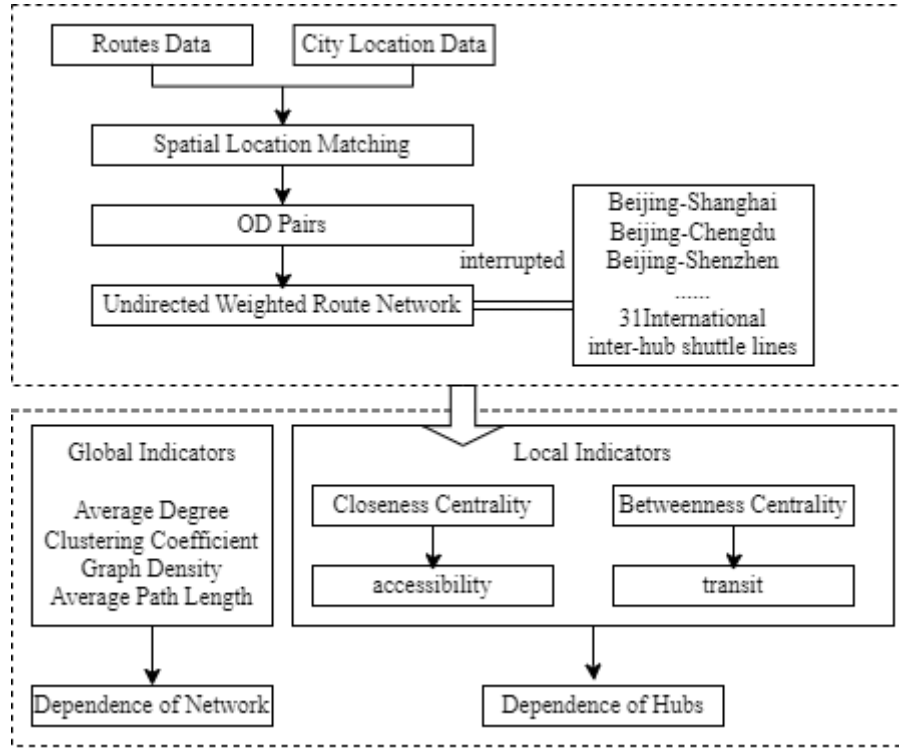 Routes Data
City Location Data
Spatial Location Matching
OD Pairs
interrupted
Undirected Weighted Route Network
Beijing-Shanghai
Beijing-Chengdu
Beijing-Shenzhen
......
31International
inter-hub shuttle lines
Global Indicators
Average Degree
Clustering Coefficient
Graph Density
Average Path Length
Dependence of Network
Local Indicators
Closeness Centrality
Betweenness Centrality
accessibility
transit
Dependence of Hubs